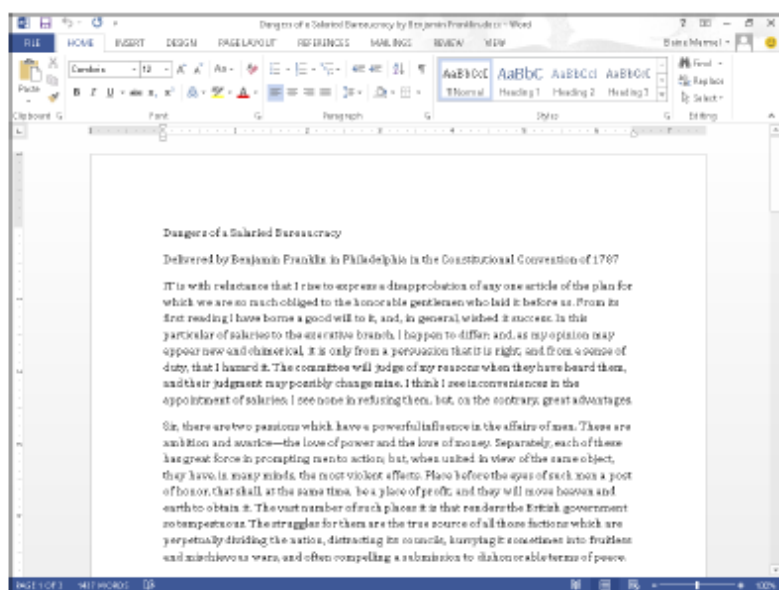 Dangers of a Salaried Bureaucracy by Benjamin Franklin.docx - Word
FILE HOME INSERT DESIGN PAGE LAYOUT REFERENCES MAILINGS REVIEW VIEW Elaine Marmel
Cambria 12 Aa AaBbCcE AaBbC AaBbCcI AaBbCcE Find
Paste Replace
B I U abc ¶ Normal Heading 1 Heading 2 Heading 3 Select
Clipboard Font Paragraph Styles Editing
Dangers of a Salaried Bureaucracy
Delivered by Benjamin Franklin in Philadelphia in the Constitutional Convention of 1787
IT is with reluctance that I rise to express a disapprobation of any one article of the plan for
which we are so much obliged to the honorable gentlemen who laid it before us. From its
first reading I have borne a good will to it, and, in general, wished it success. In this
particular of salaries to the executive branch, I happen to differ; and, as my opinion may
appear new and chimerical, it is only from a persuasion that it is right, and from a sense of
duty, that I hazard it. The committee will judge of my reasons when they have heard them,
and their judgment may possibly change mine. I think I see inconveniences in the
appointment of salaries; I see none in refusing them, but, on the contrary, great advantages.
Sir, there are two passions which have a powerful influence in the affairs of men. These are
ambition and avarice—the love of power and the love of money. Separately, each of these
has great force in prompting men to action; but, when united in view of the same object,
they have, in many minds, the most violent effects. Place before the eyes of such men a post
of honor, that shall, at the same time, be a place of profit, and they will move heaven and
earth to obtain it. The vast number of such places it is that renders the British government
so tempestuous. The struggles for them are the true source of all those factions which are
perpetually dividing the nation, distracting its councils, hurrying it sometimes into fruitless
and mischievous wars, and often compelling a submission to dishonorable terms of peace.
PAGE 1 OF 3 1437 WORDS 100%